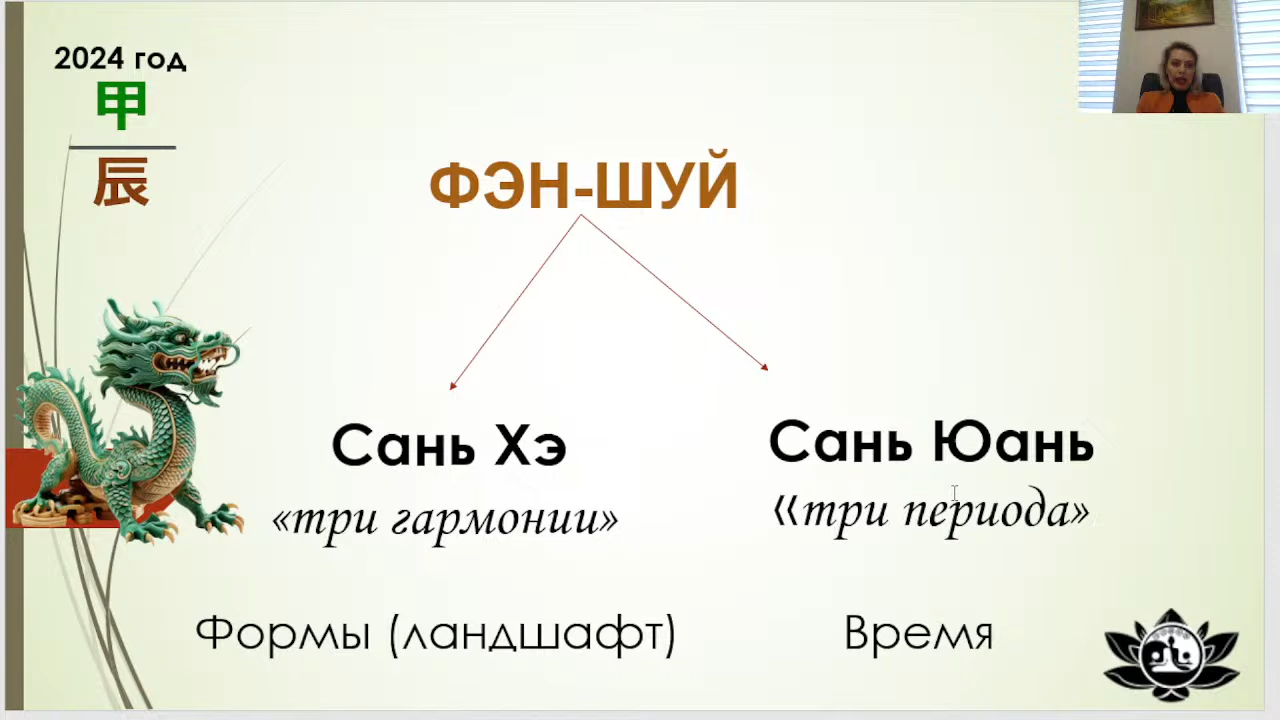 2024 год
甲
辰
ФЭН-ШУЙ
Сань Хэ
«три гармонии»
Формы (ландшафт)
Сань Юань
«три периода»
Время